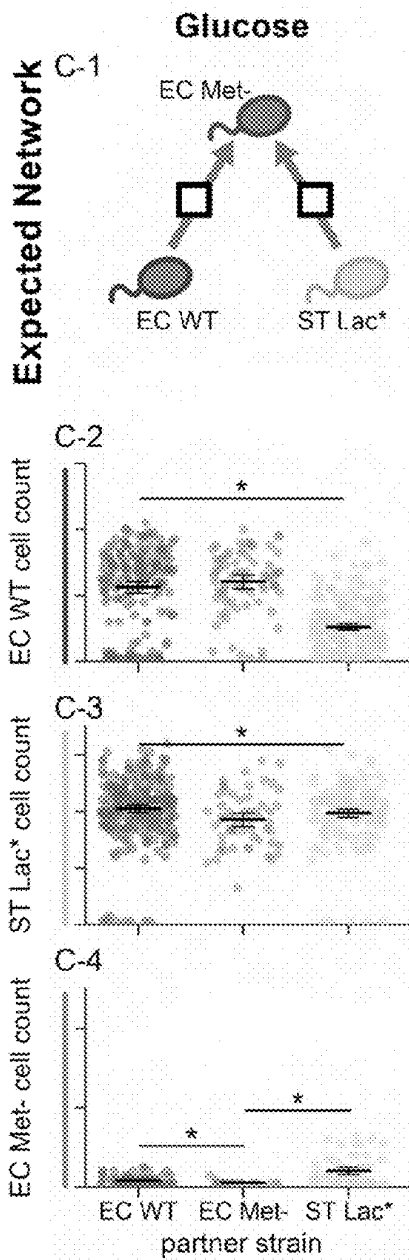 Glucose
C-1
EC Met-
Expected Network
EC WT
ST Lac*
C-2
EC WT cell count
*
C-3
ST Lac* cell count
*
C-4
EC Met- cell count
*
*
EC WT EC Met- ST Lac*
partner strain